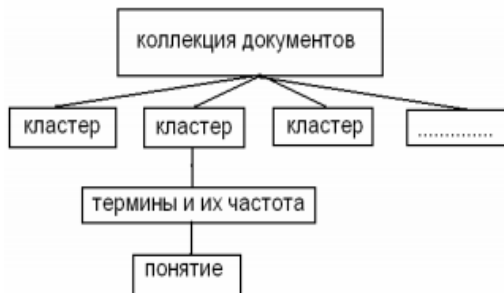 коллекция документов
кластер
кластер
кластер
..............
термины и их частота
понятие